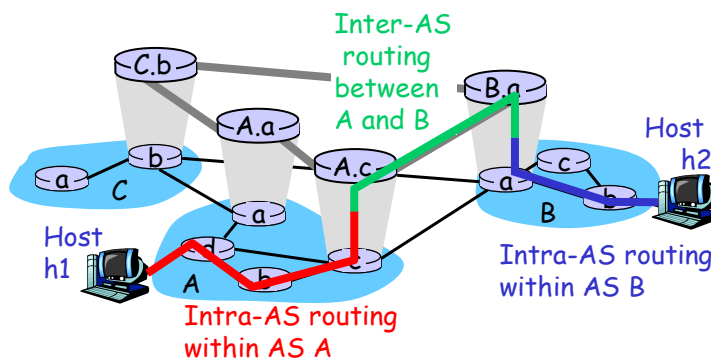 Inter-AS
routing
between
A and B
C.b
B.a
A.a
A.c
Host
h2
b
a
C
a
c
a
b
B
Host
h1
d
b
c
A
Intra-AS routing
within AS B
Intra-AS routing
within AS A